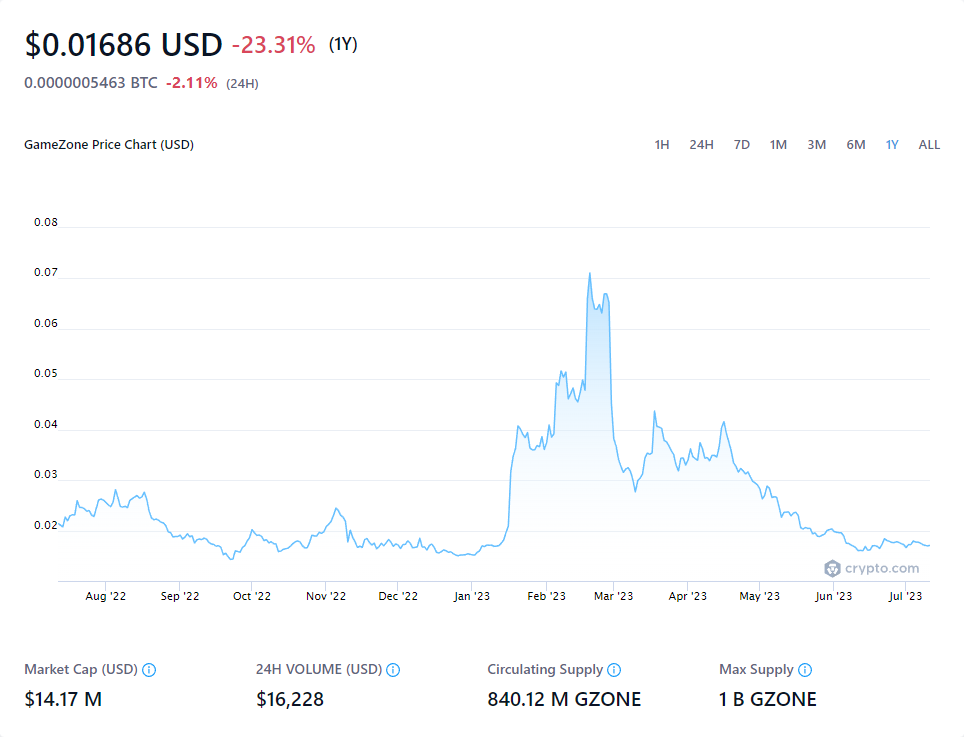 $0.01686 USD -23.31% (1Y)
0.0000005463 BTC -2.11% (24H)
GameZone Price Chart (USD) 1H 24H 7D 1M 3M 6M 1Y ALL
0.08
0.07
0.06
0.05
0.04
0.03
0.02
crypto.com
Aug '22 Sep '22 Oct '22 Nov '22 Dec '22 Jan '23 Feb '23 Mar '23 Apr '23 May '23 Jun '23 Jul '23
Market Cap (USD) 24H VOLUME (USD) Circulating Supply Max Supply
$14.17 M $16,228 840.12 M GZONE 1 B GZONE